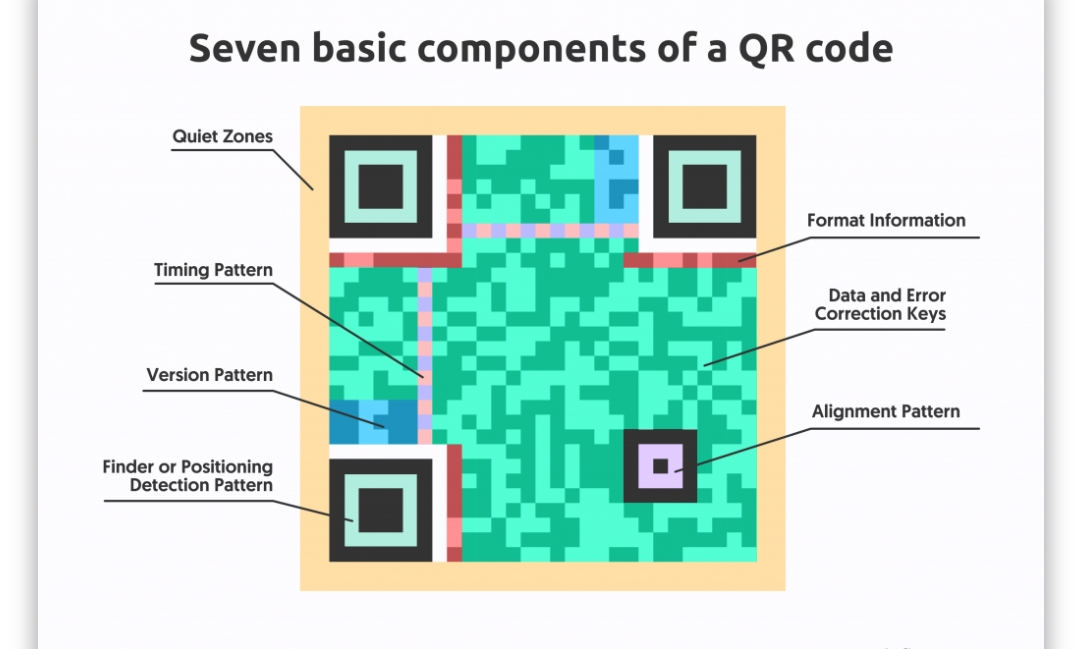 Seven basic components of a QR code
Quiet Zones
Timing Pattern
Version Pattern
Finder or Positioning
Detection Pattern
Format Information
Data and Error
Correction Keys
Alignment Pattern